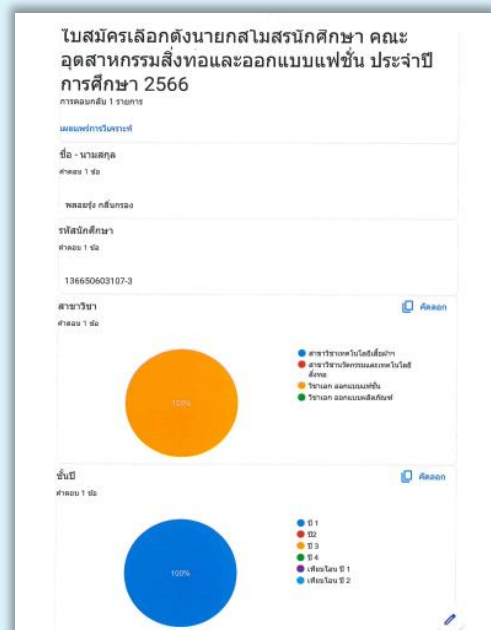 ใบสมัครเลือกตั้งนายกสโมสรนักศึกษา คณะ
อุตสาหกรรมสิ่งทอและออกแบบแฟชั่น ประจำปี
การศึกษา 2566
การตอบกลับ 1 รายการ
เผยแพร่การวิเคราะห์
ชื่อ - นามสกุล
คำตอบ 1 ข้อ
พลอยรุ่ง กลิ่นกรอง
รหัสนักศึกษา
คำตอบ 1 ข้อ
136650603107-3
สาขาวิชา
คัดลอก
คำตอบ 1 ข้อ
100%
สาขาวิชาเทคโนโลยีเสื้อผ้าฯ
สาขาวิชานวัตกรรมและเทคโนโลยี
สิ่งทอ
วิชาเอก ออกแบบแฟชั่น
วิชาเอก ออกแบบผลิตภัณฑ์
ชั้นปี
คัดลอก
คำตอบ 1 ข้อ
100%
ปี 1
ปี2
ปี 3
ปี 4
เทียบโอน ปี 1
เทียบโอน ปี 2